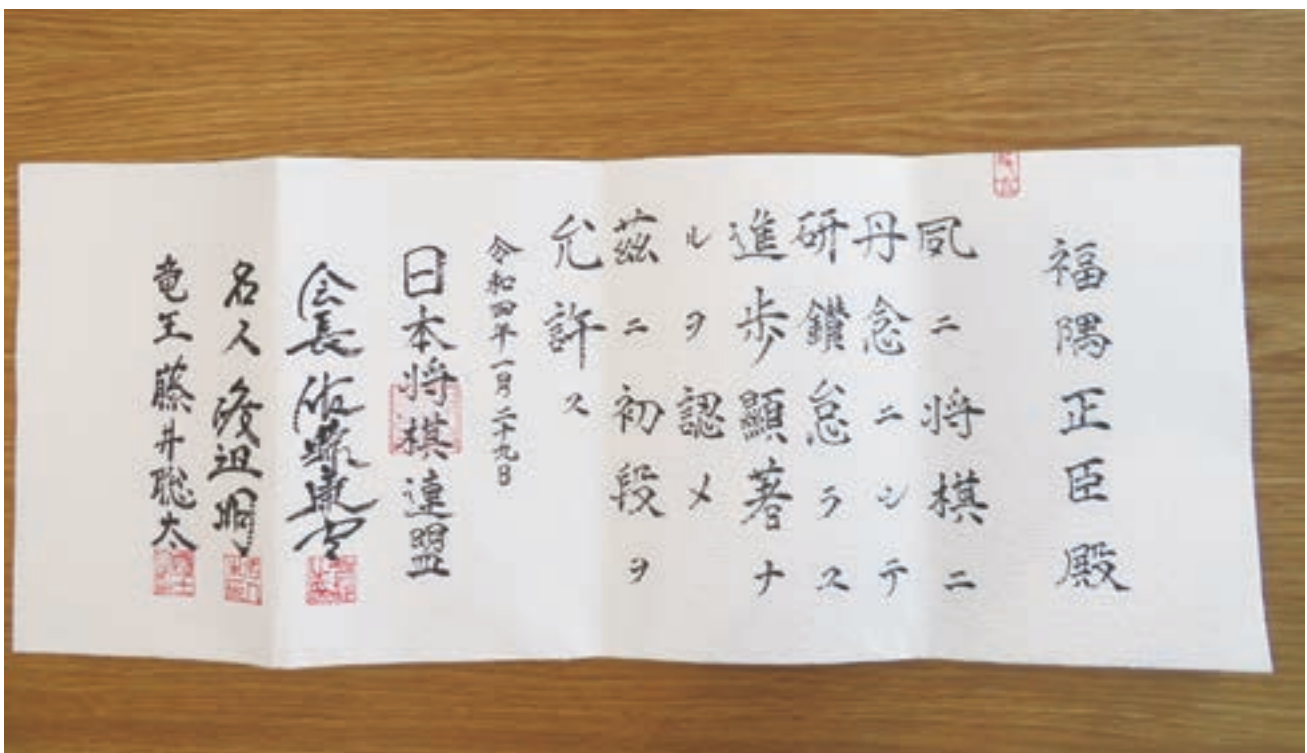 福隅正臣殿
夙ニ将棋ニ
丹念ニシテ
研鑽怠ラス
進歩顯著ナ
ルヲ認メ
茲ニ初段ヲ
允許ス
令和四年一月二十九日
日本将棋連盟
会長 佐藤康光
名人 渡辺明
竜王 藤井聡太